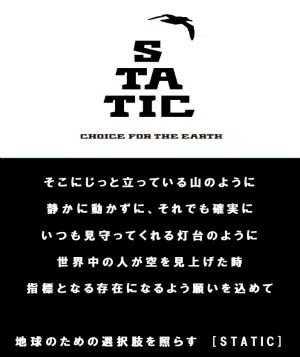 S
TA
TIC
CHOICE FOR THE EARTH
そこにじっと立っている山のように
静かに動かずに、それでも確実に
いつも見守ってくれる灯台のように
世界中の人が空を見上げた時
指標となる存在になるよう願いを込めて
地球のための選択肢を照らす [STATIC]